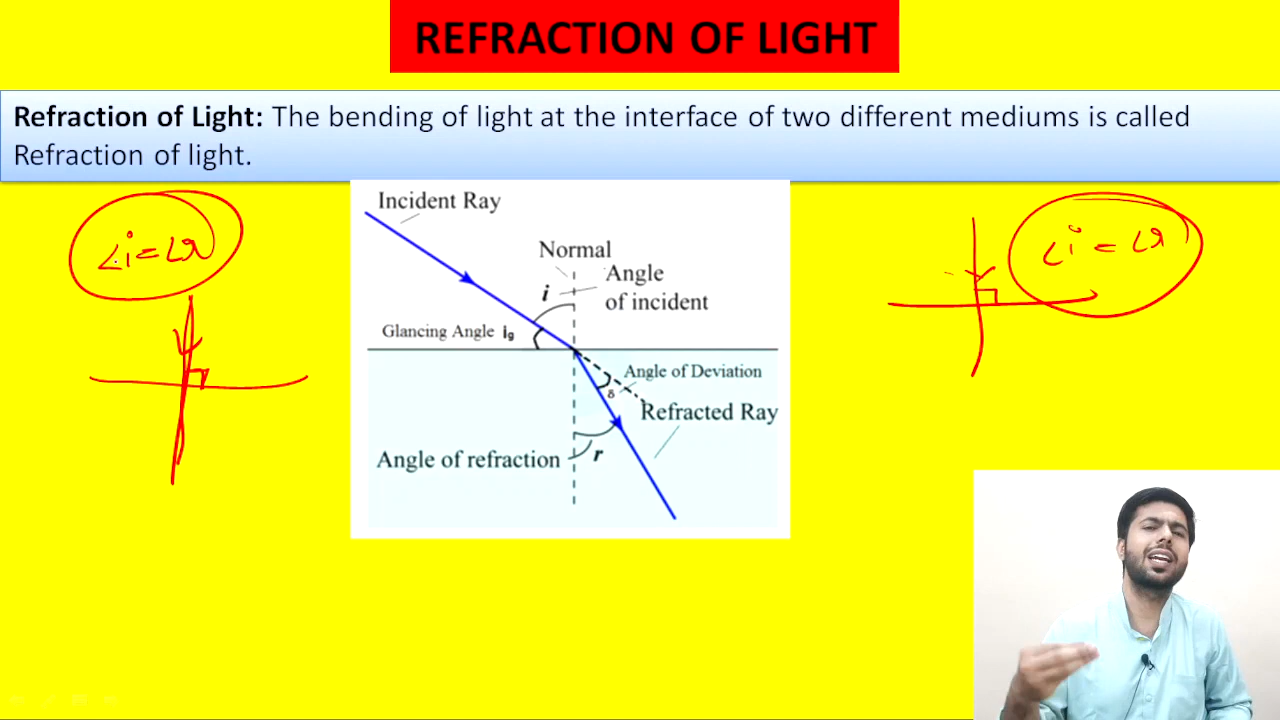 REFRACTION OF LIGHT
Refraction of Light: The bending of light at the interface of two different mediums is called
Refraction of light.
∠i=∠r
Incident Ray
Normal
Angle
of incident
i
Glancing Angle ig
Angle of Deviation
δ
Refracted Ray
Angle of refraction
r
∠i = ∠r